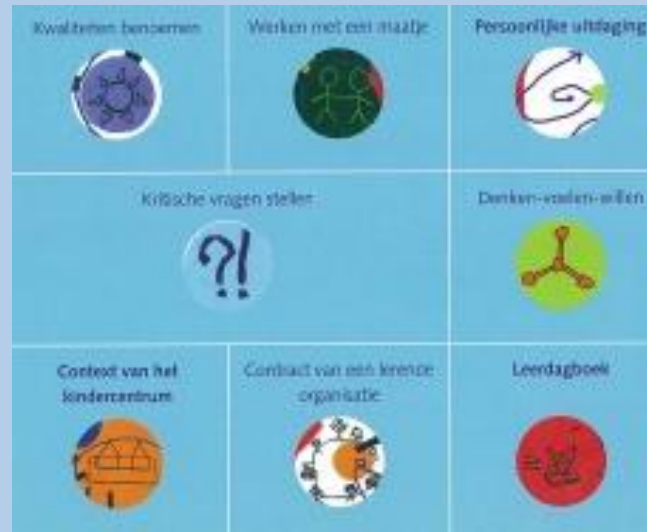 Kwaliteiten benoemen
Werken met een maatje
Persoonlijke uitdaging
Kritische vragen stellen
?!
Denken-voelen-willen
Context van het
kindercentrum
Contract van een lerende
organisatie
Leerdagboek